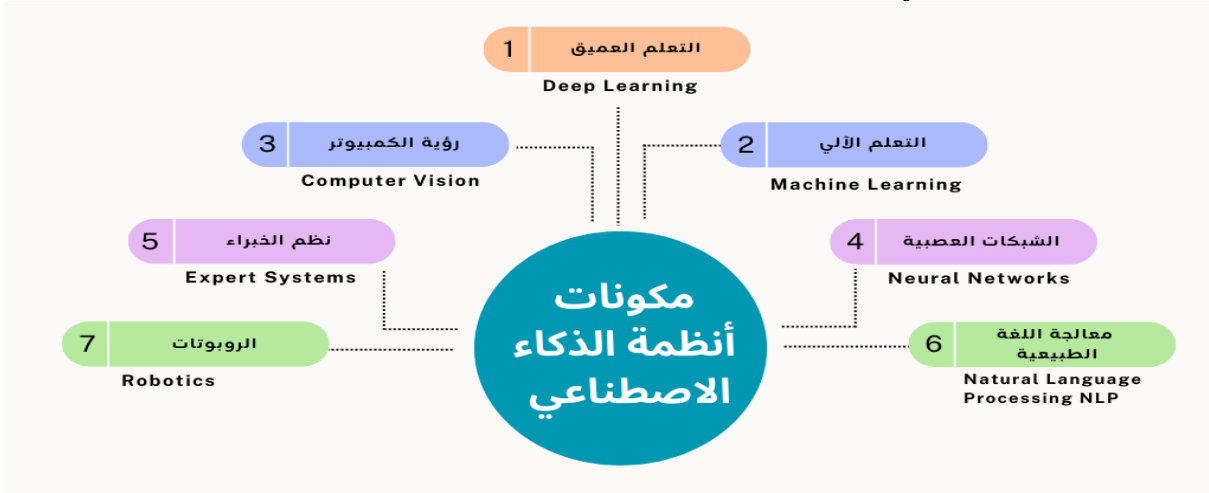 1
التعلم العميق
Deep Learning
2
التعلم الآلي
Machine Learning
3
رؤية الكمبيوتر
Computer Vision
4
الشبكات العصبية
Neural Networks
5
نظم الخبراء
Expert Systems
6
معالجة اللغة
الطبيعية
Natural Language
Processing NLP
7
الروبوتات
Robotics
مكونات
أنظمة الذكاء
الاصطناعي